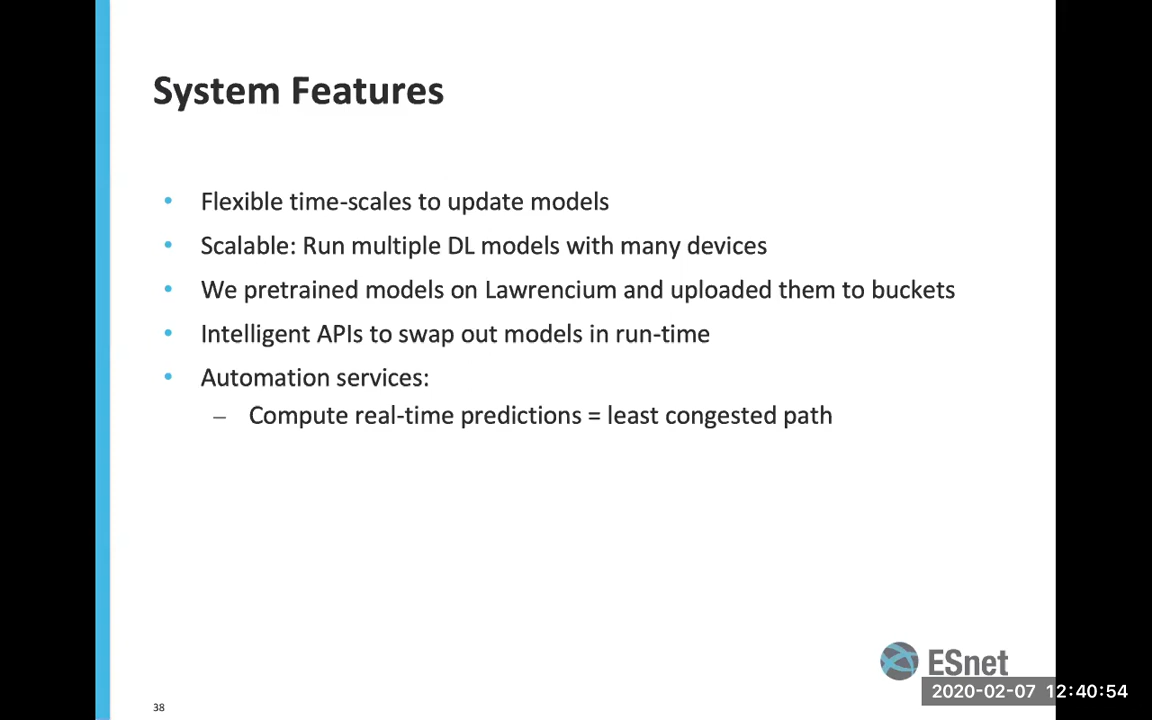 System Features
• Flexible time-scales to update models
• Scalable: Run multiple DL models with many devices
• We pretrained models on Lawrencium and uploaded them to buckets
• Intelligent APIs to swap out models in run-time
• Automation services:
– Compute real-time predictions = least congested path
ESnet
2020-02-07 12:40:54
38